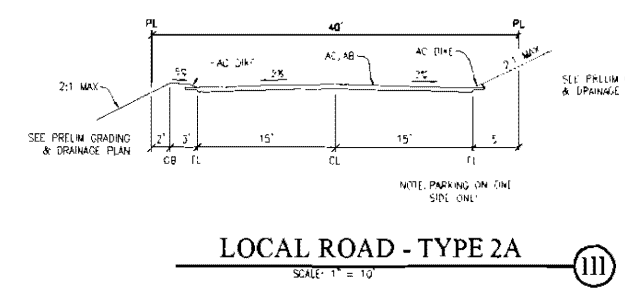 PL PL
40'
AC DIKE AC, AB AC DIKE
5% 2% 2% 2:1 MAX
2:1 MAX
SEE PRELIM
& DRAINAGE
SEE PRELIM GRADING
& DRAINAGE PLAN
2' 3' 15' 15' 5
GB FL CL FL
NOTE: PARKING ON ONE
SIDE ONLY
LOCAL ROAD - TYPE 2A
SCALE: 1" = 10'
111